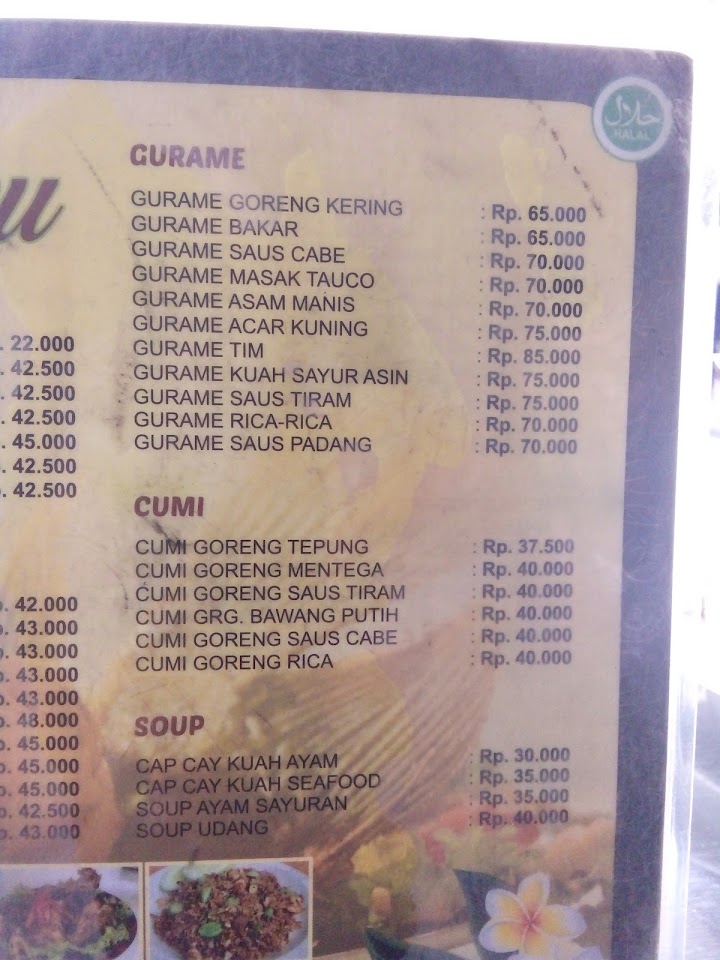 22.000
42.500
42.500
42.500
45.000
42.500
42.500
42.000
43.000
43.000
43.000
43.000
48.000
45.000
45.000
45.000
42.500
43.000
حلال
HALAL
GURAME
GURAME GORENG KERING : Rp. 65.000
GURAME BAKAR : Rp. 65.000
GURAME SAUS CABE : Rp. 70.000
GURAME MASAK TAUCO : Rp. 70.000
GURAME ASAM MANIS : Rp. 70.000
GURAME ACAR KUNING : Rp. 75.000
GURAME TIM : Rp. 85.000
GURAME KUAH SAYUR ASIN : Rp. 75.000
GURAME SAUS TIRAM : Rp. 75.000
GURAME RICA-RICA : Rp. 70.000
GURAME SAUS PADANG : Rp. 70.000
CUMI
CUMI GORENG TEPUNG : Rp. 37.500
CUMI GORENG MENTEGA : Rp. 40.000
CUMI GORENG SAUS TIRAM : Rp. 40.000
CUMI GRG. BAWANG PUTIH : Rp. 40.000
CUMI GORENG SAUS CABE : Rp. 40.000
CUMI GORENG RICA : Rp. 40.000
SOUP
CAP CAY KUAH AYAM : Rp. 30.000
CAP CAY KUAH SEAFOOD : Rp. 35.000
SOUP AYAM SAYURAN : Rp. 35.000
SOUP UDANG : Rp. 40.000